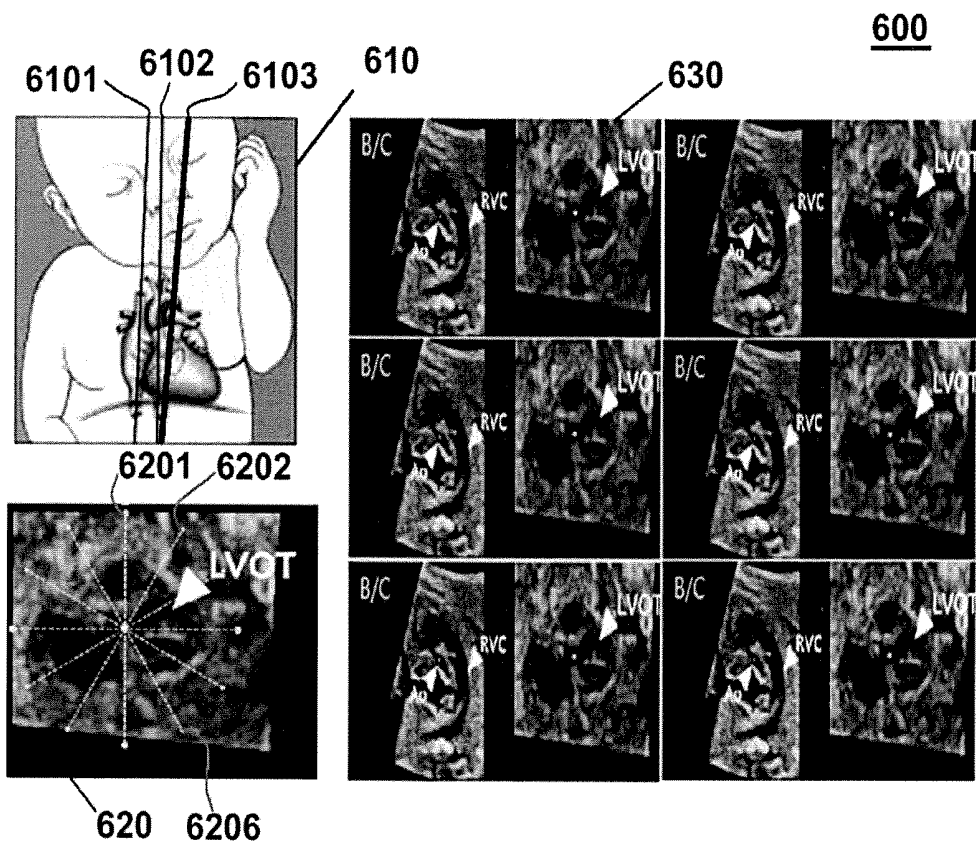 600
6101 6102 6103 610 630
B/C LVOT RVC Ao B/C LVOT RVC Ao
B/C LVOT RVC Ao B/C LVOT RVC Ao
B/C LVOT RVC Ao B/C LVOT RVC Ao
6201 6202
LVOT
620 6206